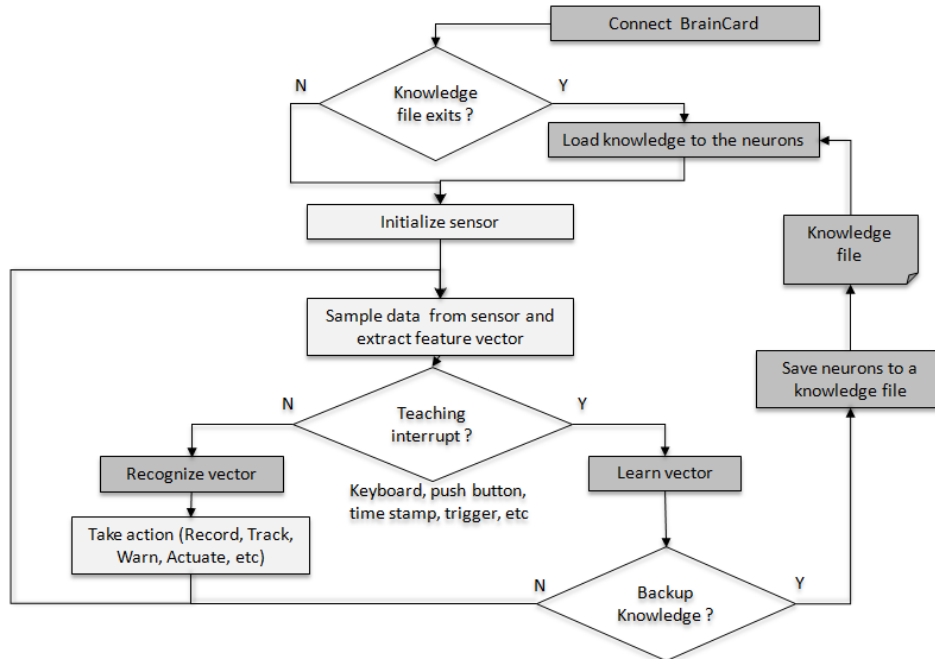 Connect BrainCard
N
Y
Knowledge
file exits ?
Load knowledge to the neurons
Initialize sensor
Knowledge
file
Sample data from sensor and
extract feature vector
Save neurons to a
knowledge file
N
Y
Teaching
interrupt ?
Recognize vector
Learn vector
Keyboard, push button,
time stamp, trigger, etc
Take action (Record, Track,
Warn, Actuate, etc)
N
Y
Backup
Knowledge ?